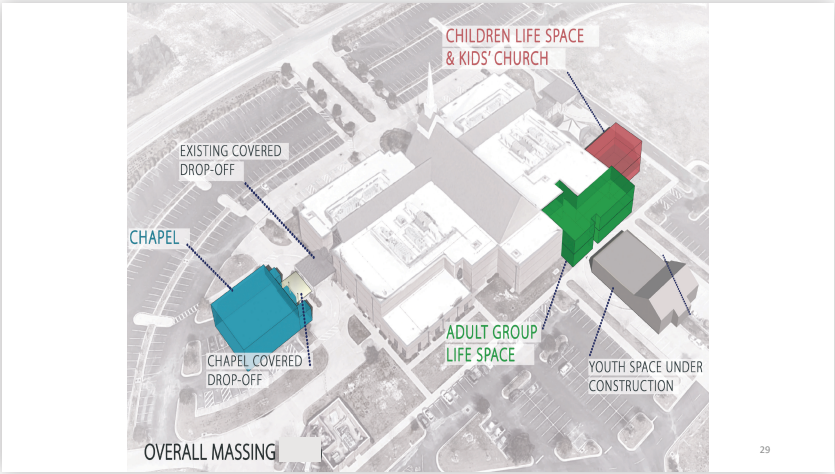 CHILDREN LIFE SPACE
& KIDS' CHURCH
EXISTING COVERED
DROP-OFF
CHAPEL
ADULT GROUP
LIFE SPACE
CHAPEL COVERED
DROP-OFF
YOUTH SPACE UNDER
CONSTRUCTION
OVERALL MASSING
29